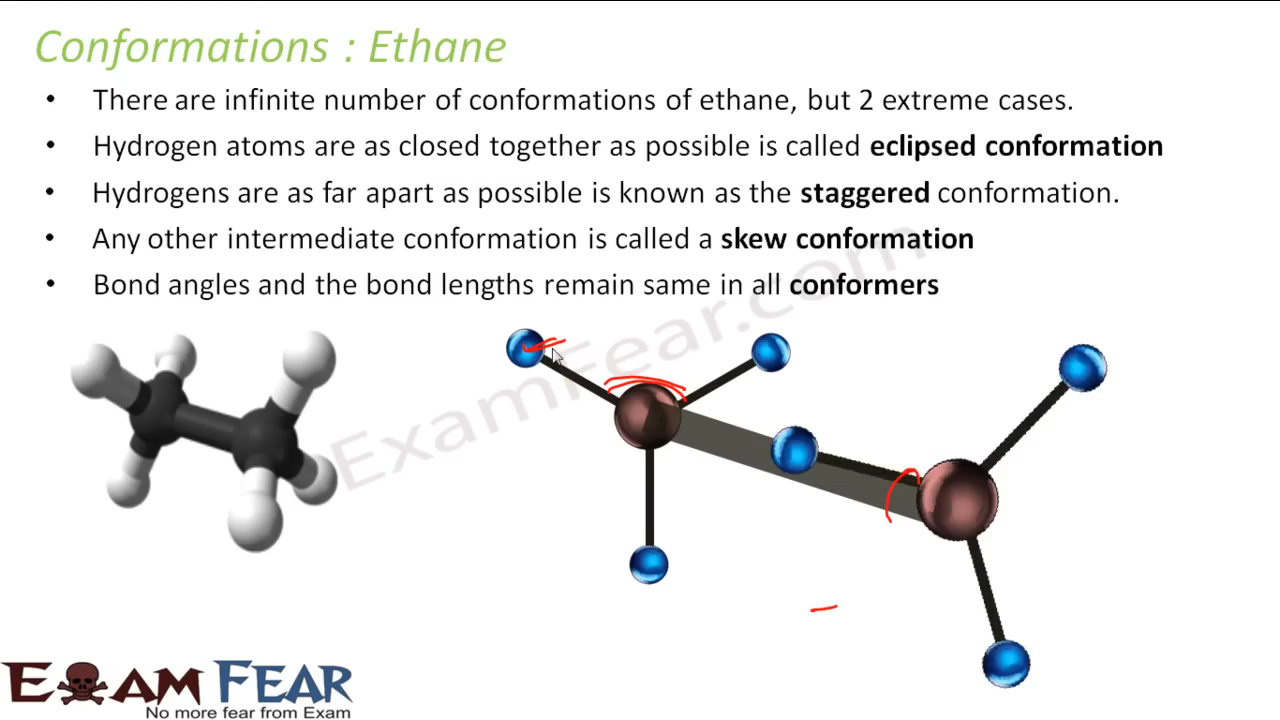 Conformations : Ethane
• There are infinite number of conformations of ethane, but 2 extreme cases.
• Hydrogen atoms are as closed together as possible is called eclipsed conformation
• Hydrogens are as far apart as possible is known as the staggered conformation.
• Any other intermediate conformation is called a skew conformation
• Bond angles and the bond lengths remain same in all conformers
ExamFear.com
EXAM FEAR
No more fear from Exam